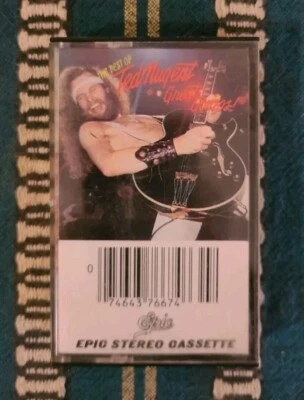 THE BEST OF
Ted Nugent
Great
Gonzos!
0
74643 76674
Epic
EPIC STEREO CASSETTE